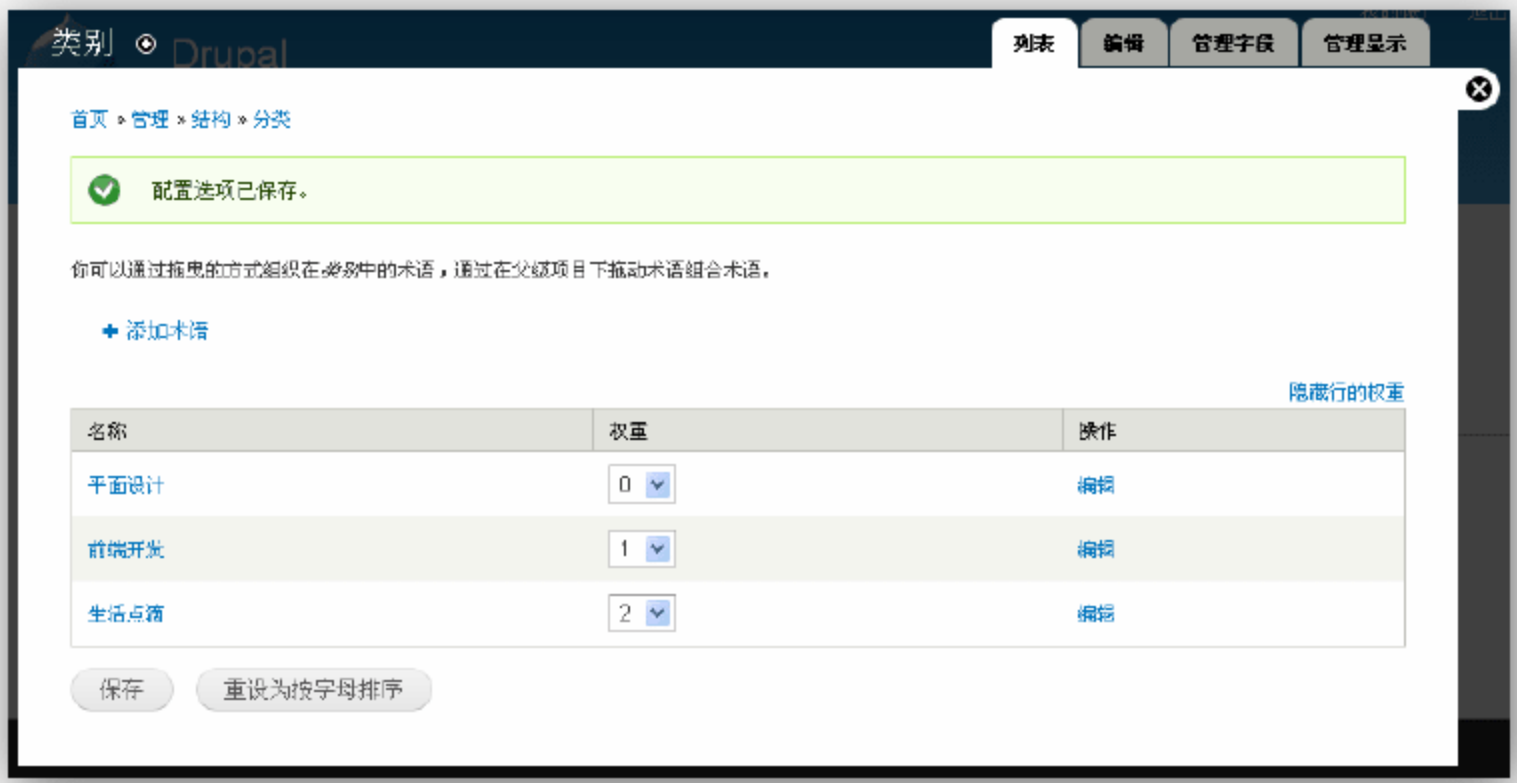 类别
Drupal
列表 编辑 管理字段 管理显示
首页 » 管理 » 结构 » 分类
配置选项已保存。
你可以通过拖曳的方式组织在类别中的术语，通过在父级项目下拖动术语组合术语。
添加术语
隐藏行的权重
名称 权重 操作
平面设计 0 编辑
前端开发 1 编辑
生活点滴 2 编辑
保存 重设为按字母排序